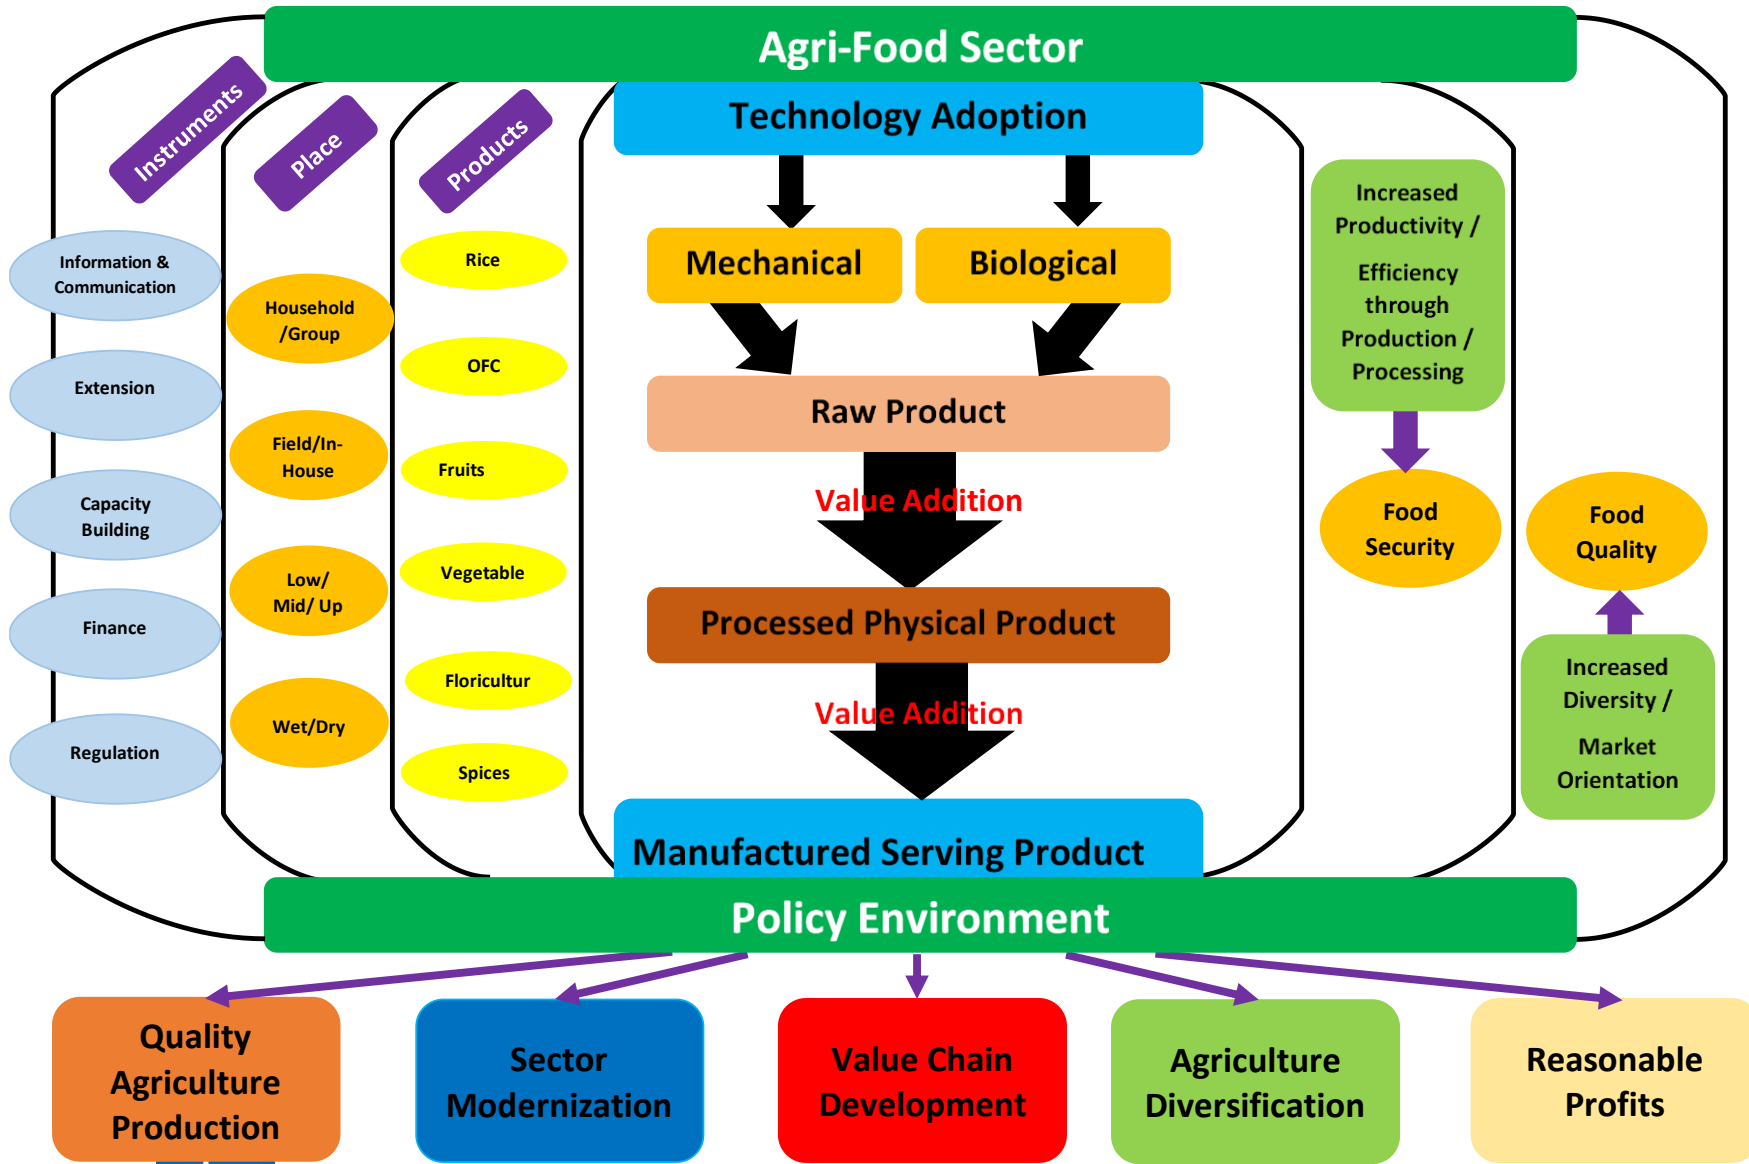 Agri-Food Sector
Instruments
Place
Products
Technology Adoption
Mechanical
Biological
Raw Product
Value Addition
Processed Physical Product
Value Addition
Manufactured Serving Product
Information &
Communication
Extension
Capacity
Building
Finance
Regulation
Household
/Group
Field/In-
House
Low/
Mid/ Up
Wet/Dry
Rice
OFC
Fruits
Vegetable
Floricultur
Spices
Increased
Productivity /
Efficiency
through
Production /
Processing
Food
Security
Food
Quality
Increased
Diversity /
Market
Orientation
Policy Environment
Quality
Agriculture
Production
Sector
Modernization
Value Chain
Development
Agriculture
Diversification
Reasonable
Profits